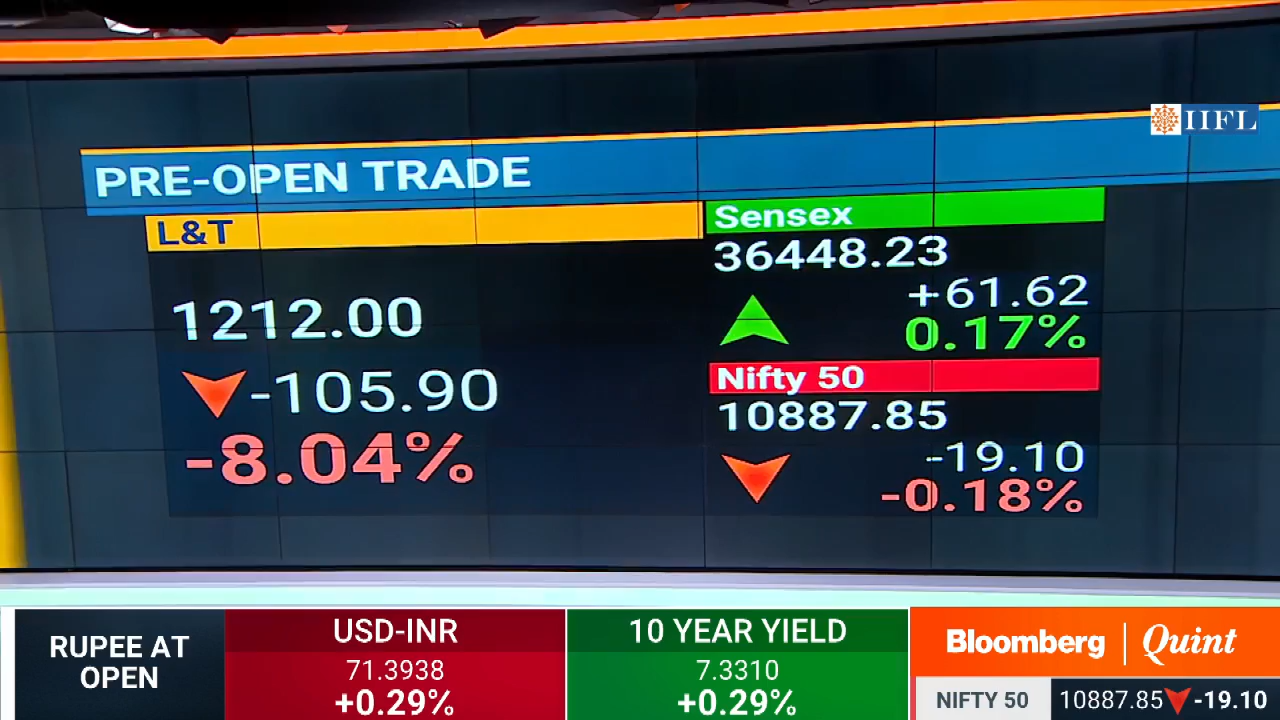 IIFL
PRE-OPEN TRADE
L&T
1212.00
-105.90
-8.04%
Sensex
36448.23
+61.62
0.17%
Nifty 50
10887.85
-19.10
-0.18%
RUPEE AT
OPEN
USD-INR
71.3938
+0.29%
10 YEAR YIELD
7.3310
+0.29%
Bloomberg | Quint
NIFTY 50 10887.85 -19.10